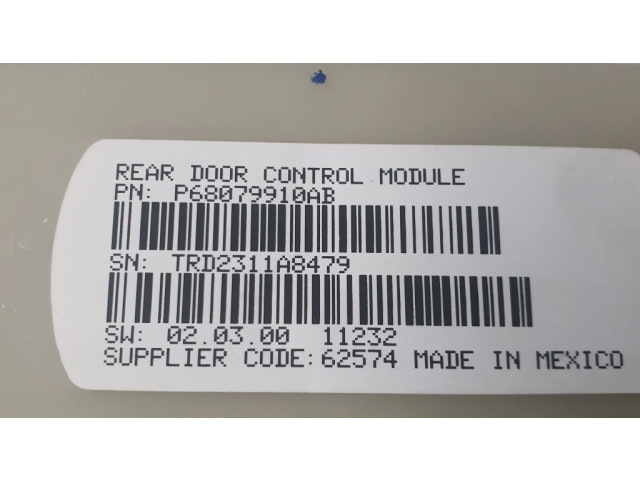 REAR DOOR CONTROL MODULE
PN: P68079910AB
SN: TRD2311A8479
SW: 02.03.00 11232
SUPPLIER CODE:62574 MADE IN MEXICO